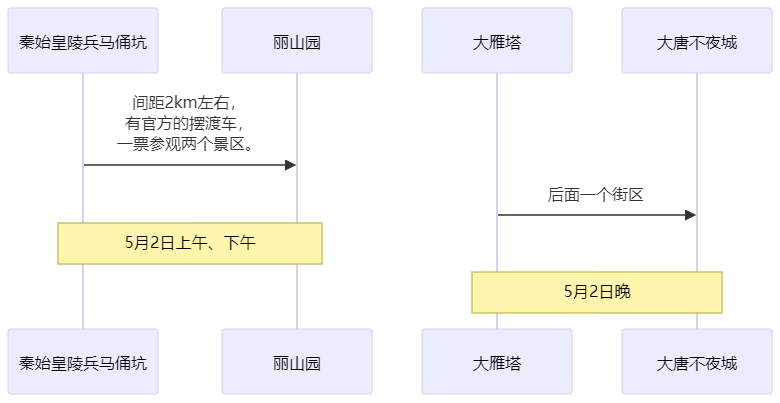 秦始皇陵兵马俑坑
丽山园
大雁塔
大唐不夜城
间距2km左右，
有官方的摆渡车，
一票参观两个景区。
后面一个街区
5月2日上午、下午
5月2日晚
秦始皇陵兵马俑坑
丽山园
大雁塔
大唐不夜城